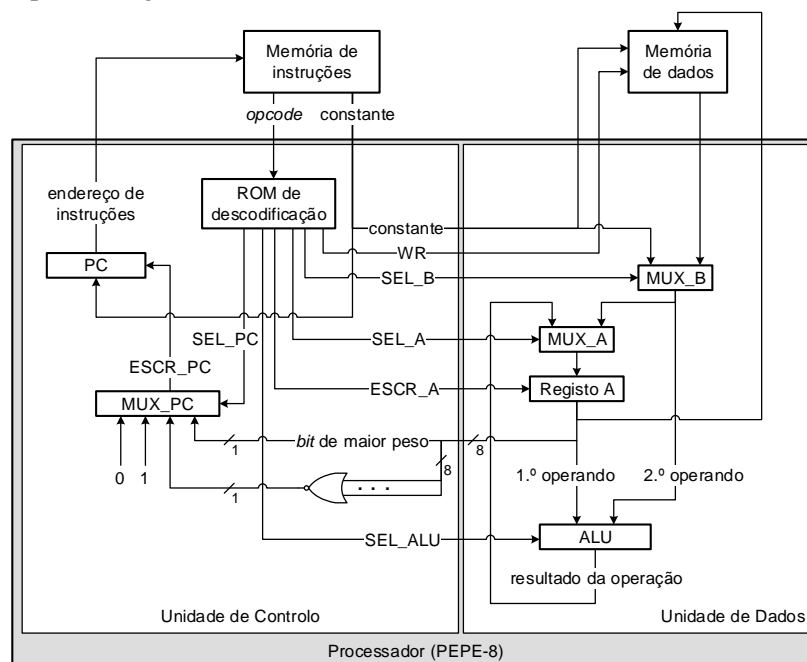 Memória de
instruções
Memória
de dados
opcode
constante
endereço de
instruções
ROM de
descodificação
constante
WR
PC
SEL_B
MUX_B
SEL_PC
SEL_A
MUX_A
ESCR_PC
ESCR_A
Registo A
MUX_PC
bit de maior peso
1
8
8
0
1
1
. . .
1.º operando
2.º operando
SEL_ALU
ALU
resultado da operação
Unidade de Controlo
Unidade de Dados
Processador (PEPE-8)